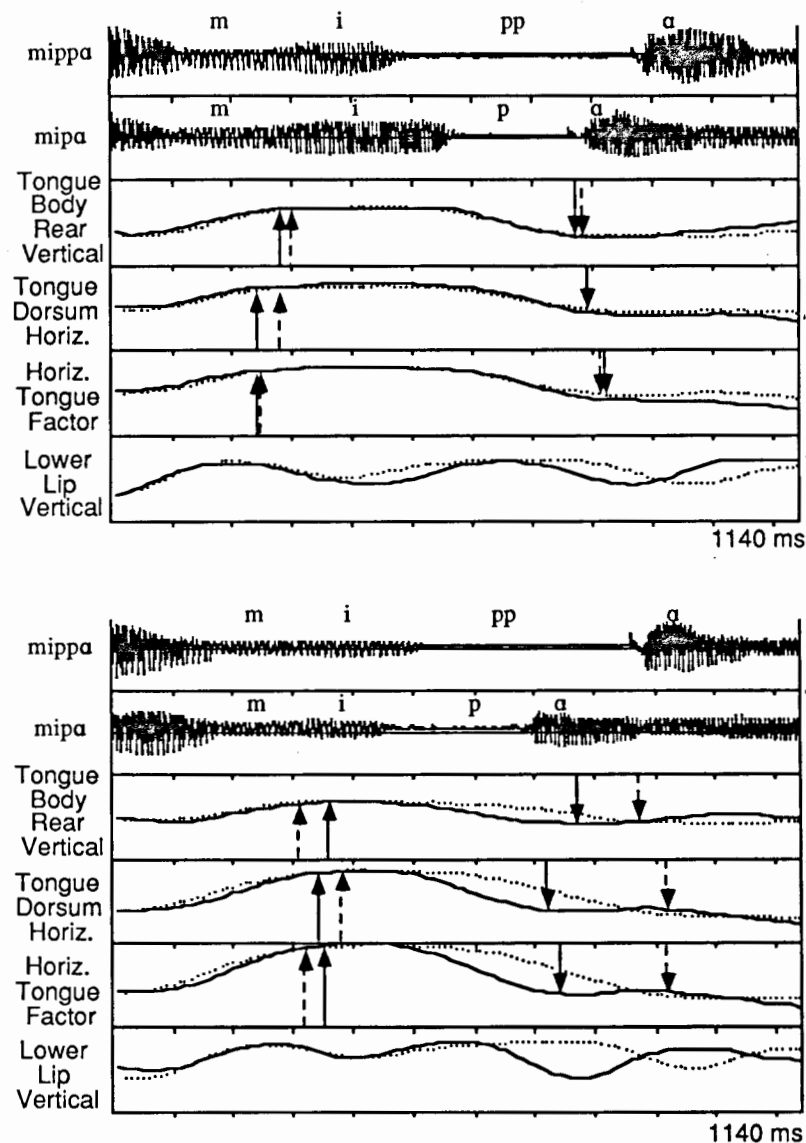 m i pp ɑ
mippɑ
m i p ɑ
mipɑ
Tongue
Body
Rear
Vertical
Tongue
Dorsum
Horiz.
Horiz.
Tongue
Factor
Lower
Lip
Vertical
1140 ms
m i pp ɑ
mippɑ
m i p ɑ
mipɑ
Tongue
Body
Rear
Vertical
Tongue
Dorsum
Horiz.
Horiz.
Tongue
Factor
Lower
Lip
Vertical
1140 ms